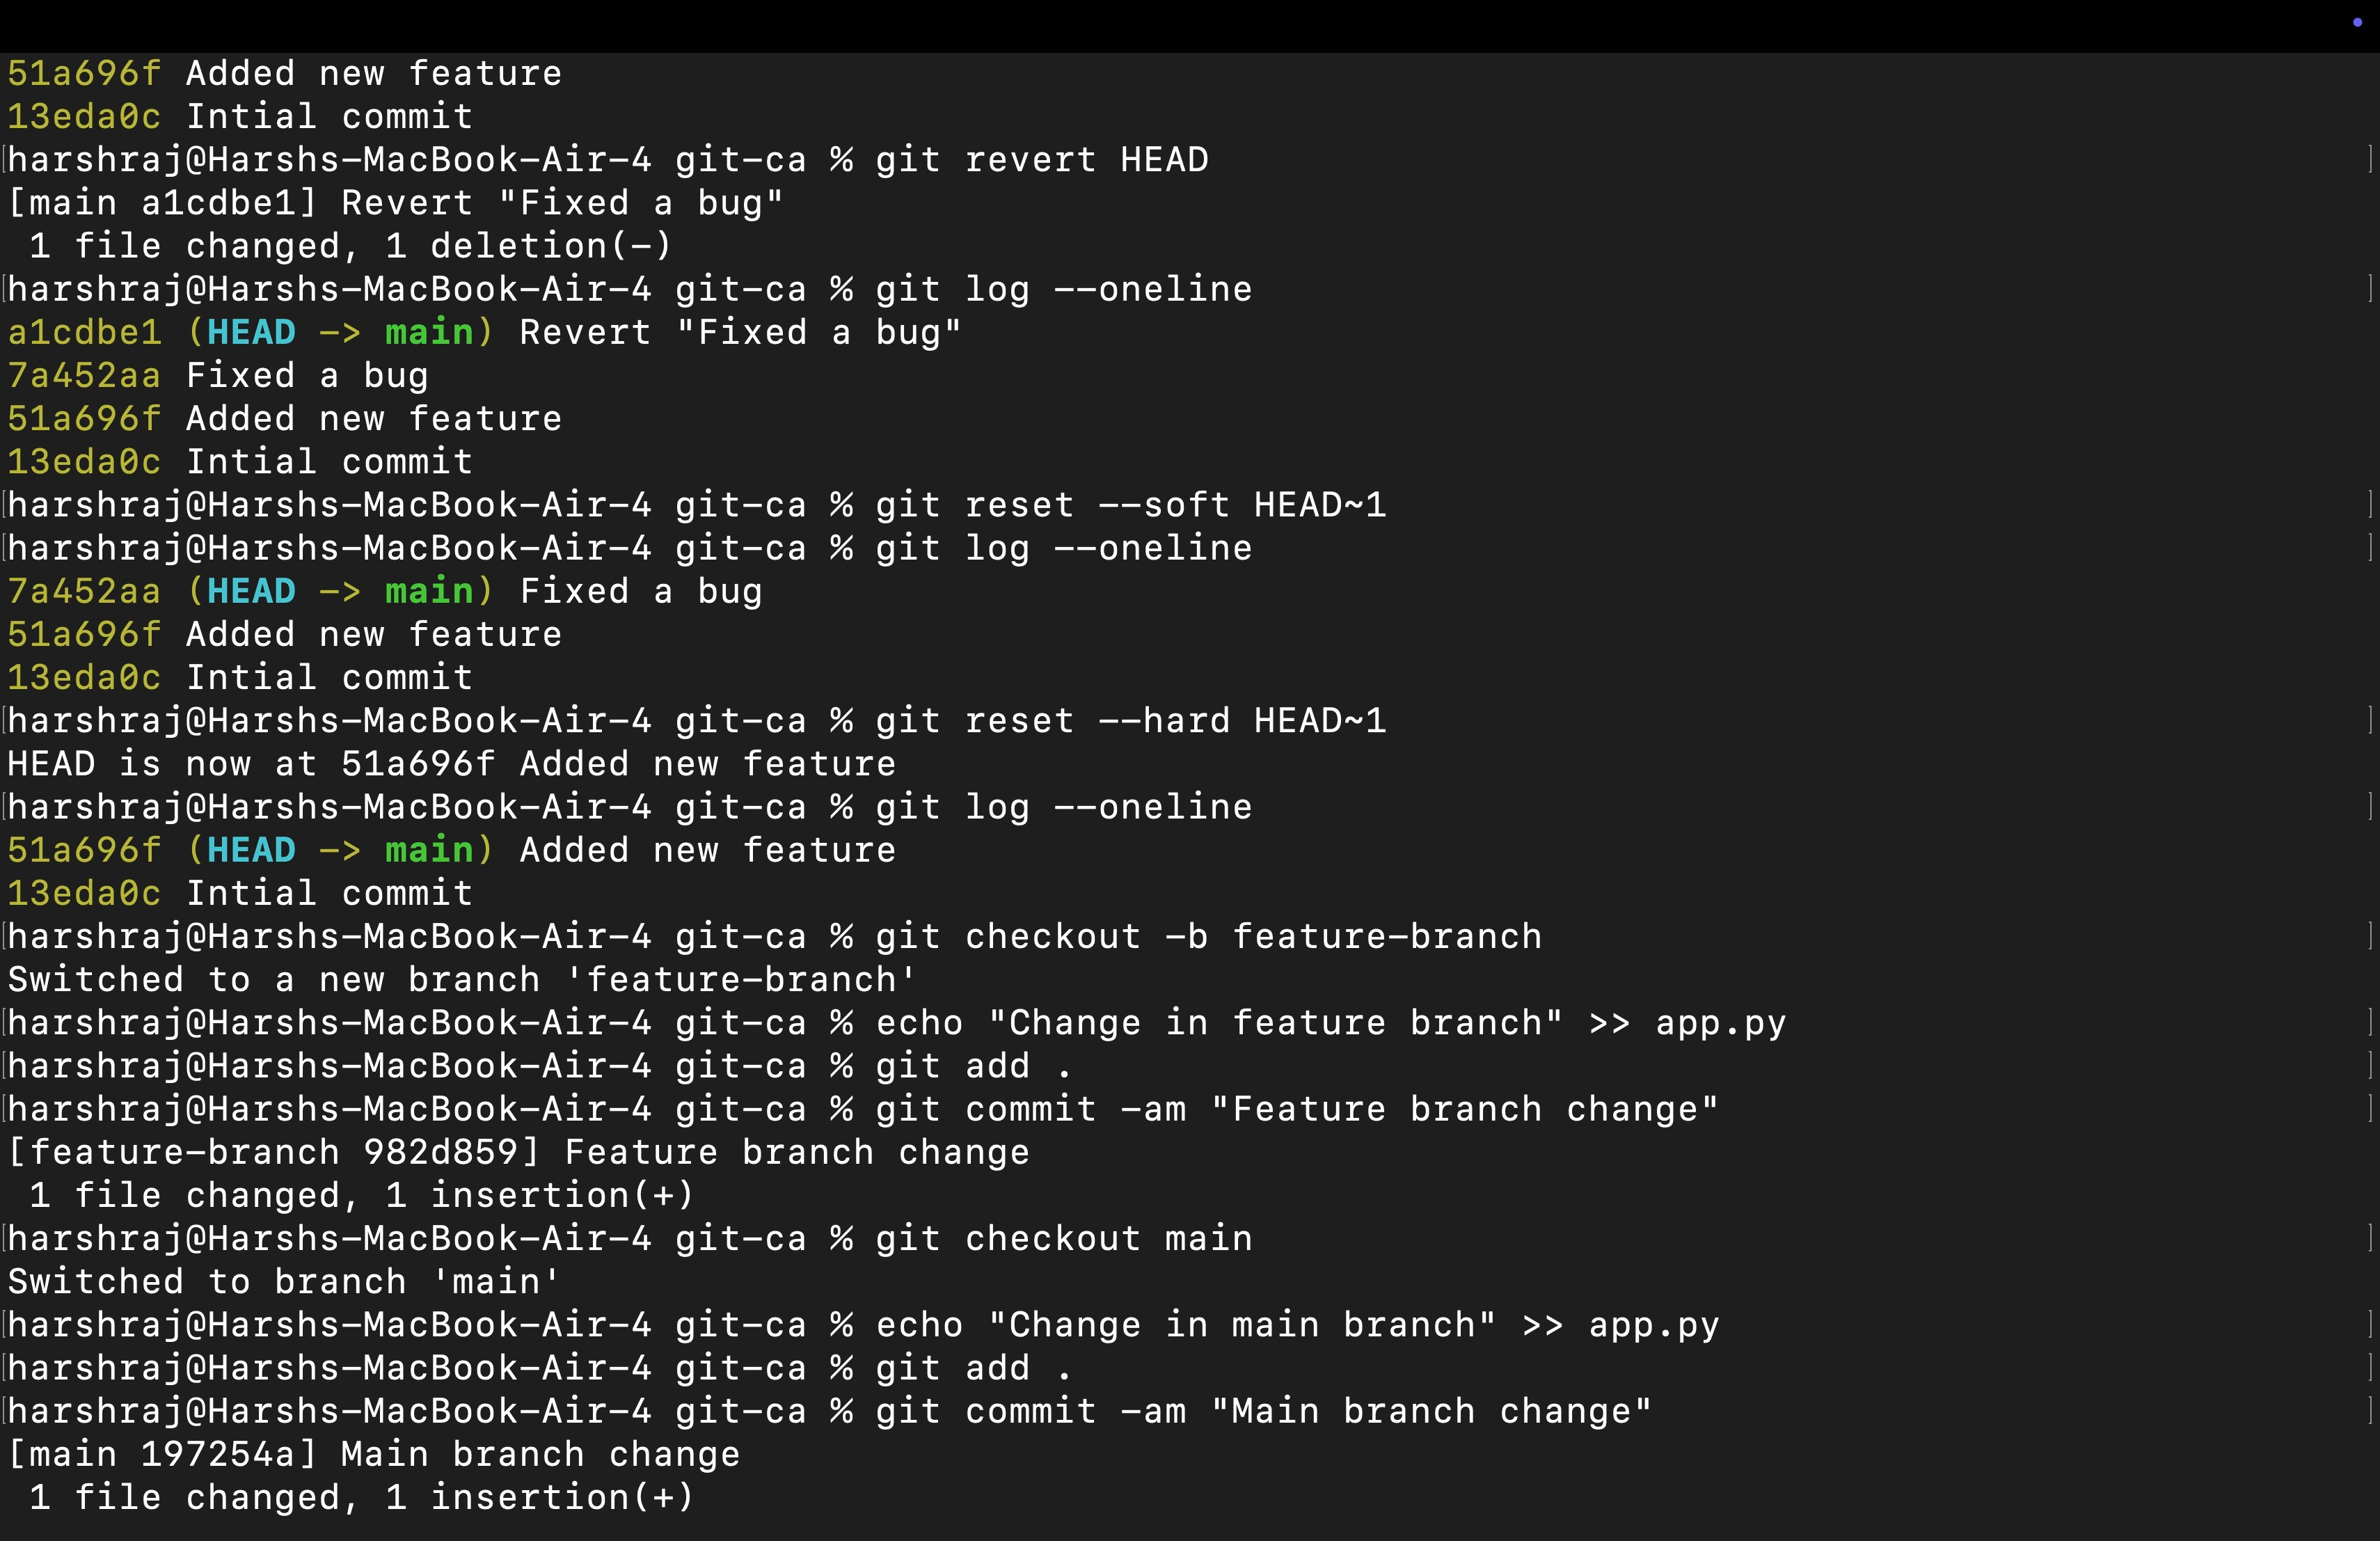 51a696f Added new feature
13eda0c Intial commit
harshraj@Harshs-MacBook-Air-4 git-ca % git revert HEAD
[main a1cdbe1] Revert "Fixed a bug"
 1 file changed, 1 deletion(-)
harshraj@Harshs-MacBook-Air-4 git-ca % git log --oneline
a1cdbe1 (HEAD -> main) Revert "Fixed a bug"
7a452aa Fixed a bug
51a696f Added new feature
13eda0c Intial commit
harshraj@Harshs-MacBook-Air-4 git-ca % git reset --soft HEAD~1
harshraj@Harshs-MacBook-Air-4 git-ca % git log --oneline
7a452aa (HEAD -> main) Fixed a bug
51a696f Added new feature
13eda0c Intial commit
harshraj@Harshs-MacBook-Air-4 git-ca % git reset --hard HEAD~1
HEAD is now at 51a696f Added new feature
harshraj@Harshs-MacBook-Air-4 git-ca % git log --oneline
51a696f (HEAD -> main) Added new feature
13eda0c Intial commit
harshraj@Harshs-MacBook-Air-4 git-ca % git checkout -b feature-branch
Switched to a new branch 'feature-branch'
harshraj@Harshs-MacBook-Air-4 git-ca % echo "Change in feature branch" >> app.py
harshraj@Harshs-MacBook-Air-4 git-ca % git add .
harshraj@Harshs-MacBook-Air-4 git-ca % git commit -am "Feature branch change"
[feature-branch 982d859] Feature branch change
 1 file changed, 1 insertion(+)
harshraj@Harshs-MacBook-Air-4 git-ca % git checkout main
Switched to branch 'main'
harshraj@Harshs-MacBook-Air-4 git-ca % echo "Change in main branch" >> app.py
harshraj@Harshs-MacBook-Air-4 git-ca % git add .
harshraj@Harshs-MacBook-Air-4 git-ca % git commit -am "Main branch change"
[main 197254a] Main branch change
 1 file changed, 1 insertion(+)